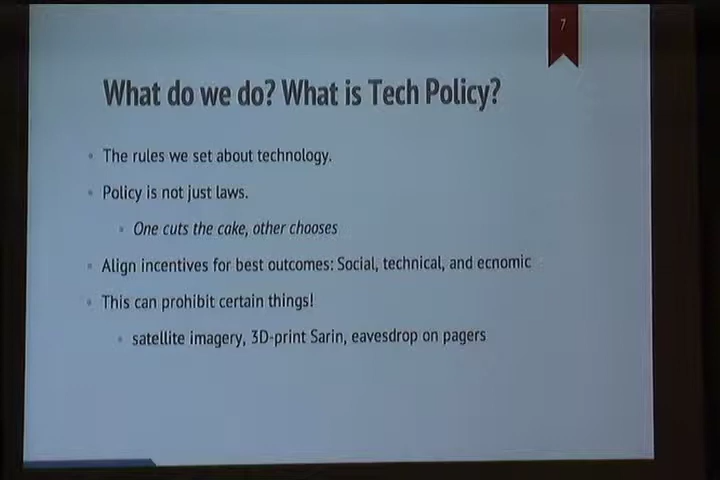 7
What do we do? What is Tech Policy?
The rules we set about technology.
Policy is not just laws.
One cuts the cake, other chooses
Align incentives for best outcomes: Social, technical, and ecnomic
This can prohibit certain things!
satellite imagery, 3D-print Sarin, eavesdrop on pagers